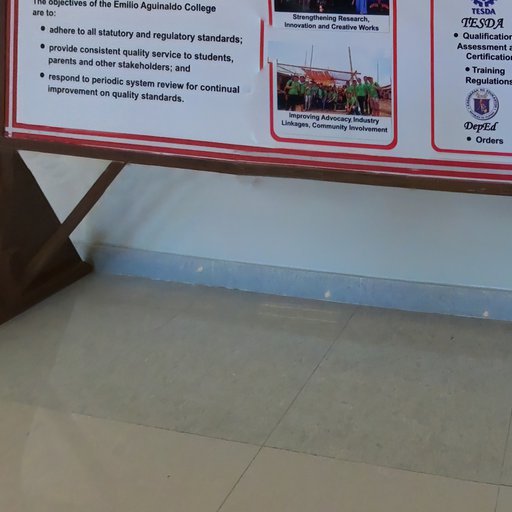 The objectives of the Emilio Aguinaldo College
are to:
• adhere to all statutory and regulatory standards;
• provide consistent quality service to students,
parents and other stakeholders; and
• respond to periodic system review for continual
improvement on quality standards.
Strengthening Research,
Innovation and Creative Works
Improving Advocacy, Industry
Linkages, Community Involvement
TESDA
TESDA
• Qualification
Assessment a
Certification
• Training
Regulations
DepEd
• Orders